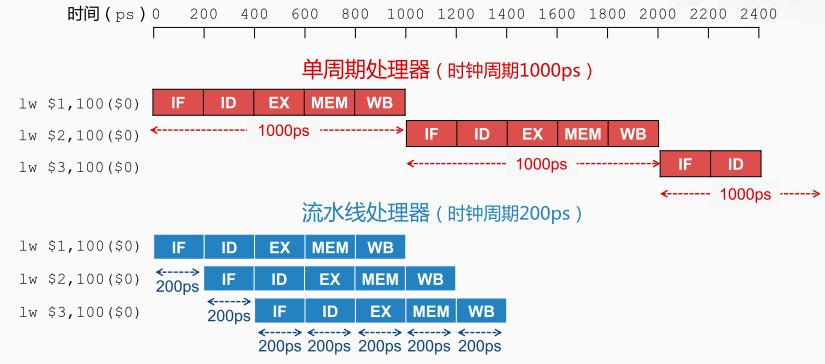 时间（ps） 0 200 400 600 800 1000 1200 1400 1600 1800 2000 2200 2400
单周期处理器（时钟周期1000ps）
lw $1,100($0) IF ID EX MEM WB
1000ps
lw $2,100($0) IF ID EX MEM WB
1000ps
lw $3,100($0) IF ID
1000ps
流水线处理器（时钟周期200ps）
lw $1,100($0) IF ID EX MEM WB
200ps
lw $2,100($0) IF ID EX MEM WB
200ps
lw $3,100($0) IF ID EX MEM WB
200ps 200ps 200ps 200ps 200ps